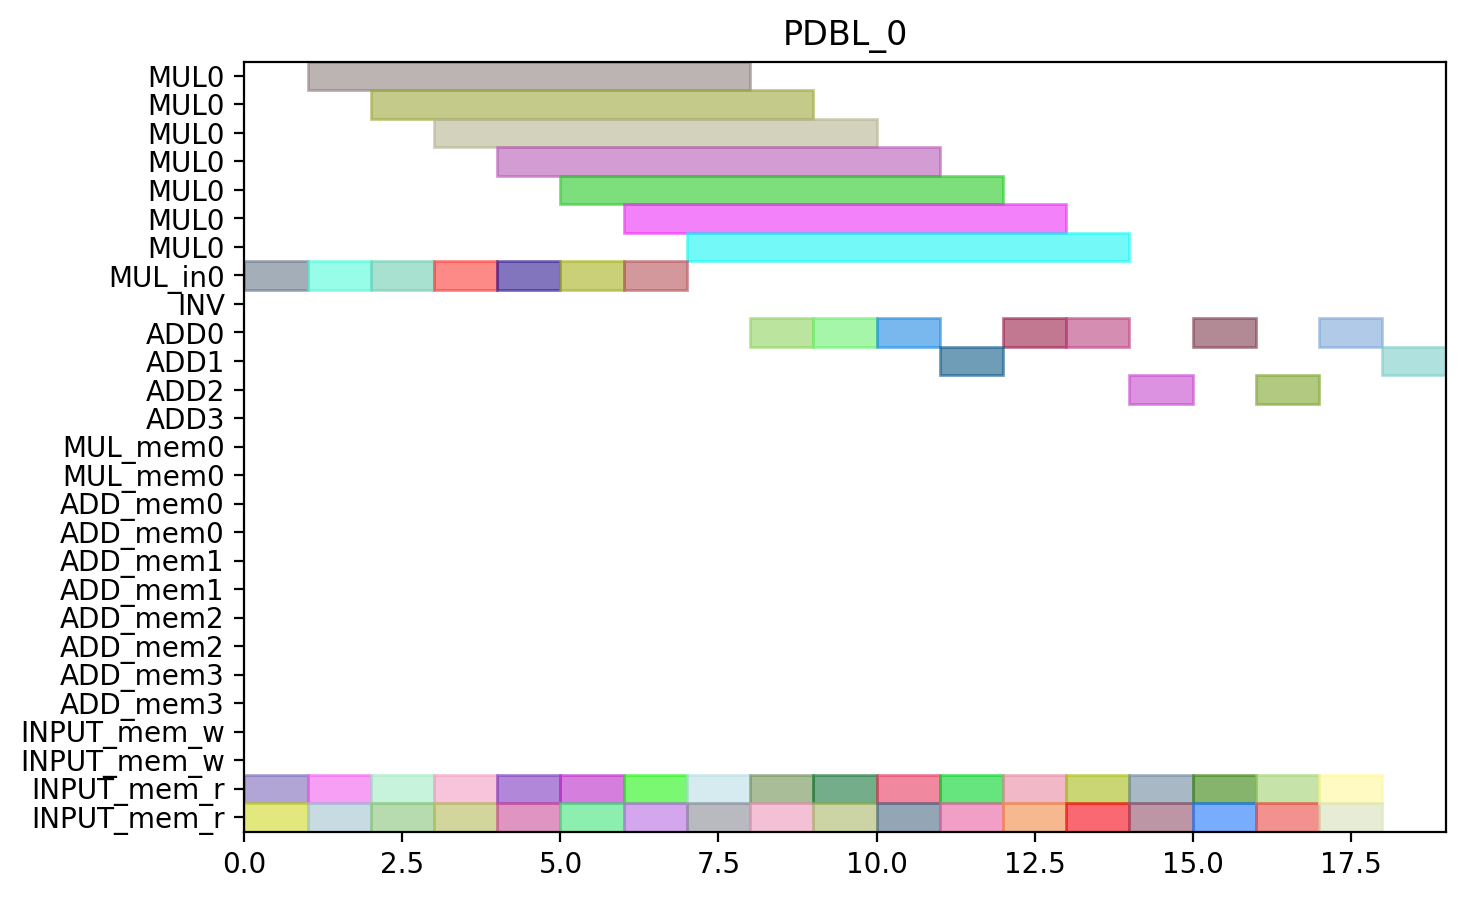 PDBL_0
MUL0
MUL0
MUL0
MUL0
MUL0
MUL0
MUL0
MUL_in0
INV
ADD0
ADD1
ADD2
ADD3
MUL_mem0
MUL_mem0
ADD_mem0
ADD_mem0
ADD_mem1
ADD_mem1
ADD_mem2
ADD_mem2
ADD_mem3
ADD_mem3
INPUT_mem_w
INPUT_mem_w
INPUT_mem_r
INPUT_mem_r
0.0 2.5 5.0 7.5 10.0 12.5 15.0 17.5